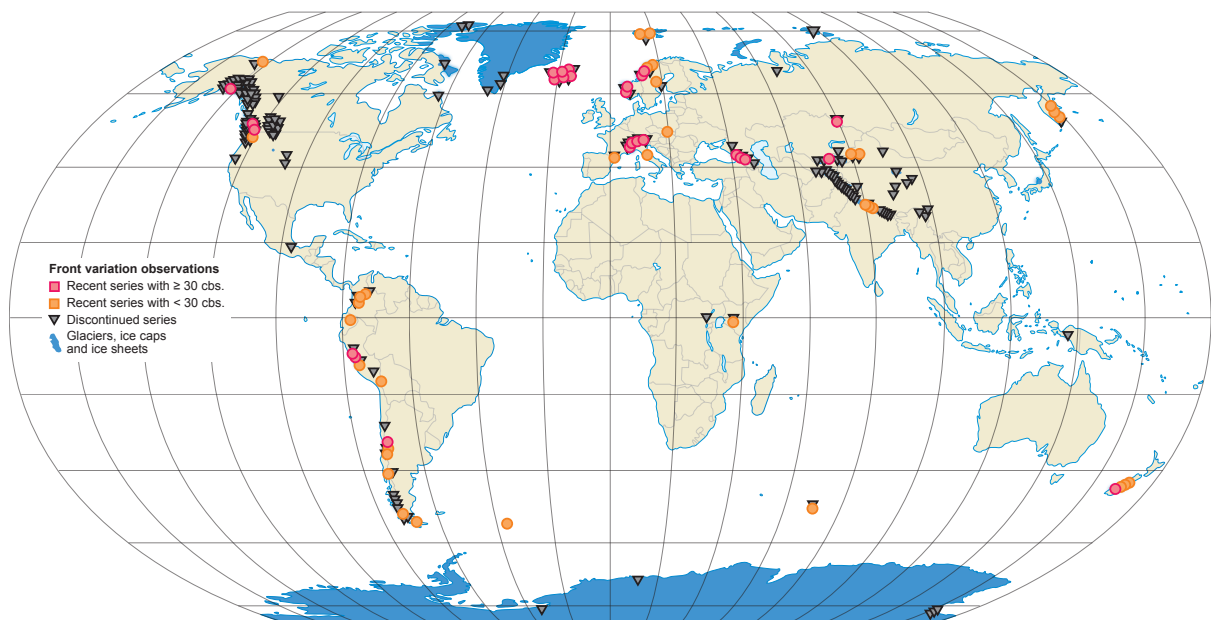 Front variation observations
Recent series with ≥ 30 cbs.
Recent series with < 30 cbs.
Discontinued series
Glaciers, ice caps
and ice sheets